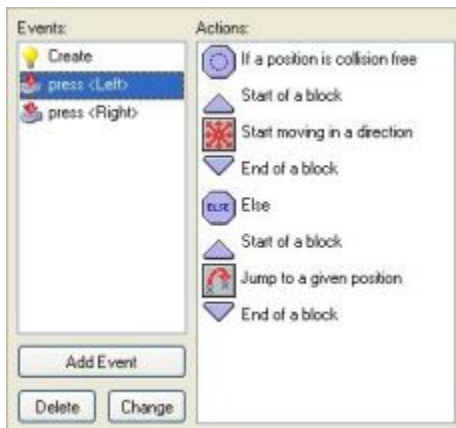 Events:
Create
press <Left>
press <Right>
Add Event
Delete
Change
Actions:
If a position is collision free
Start of a block
Start moving in a direction
End of a block
ELSE
Else
Start of a block
Jump to a given position
End of a block